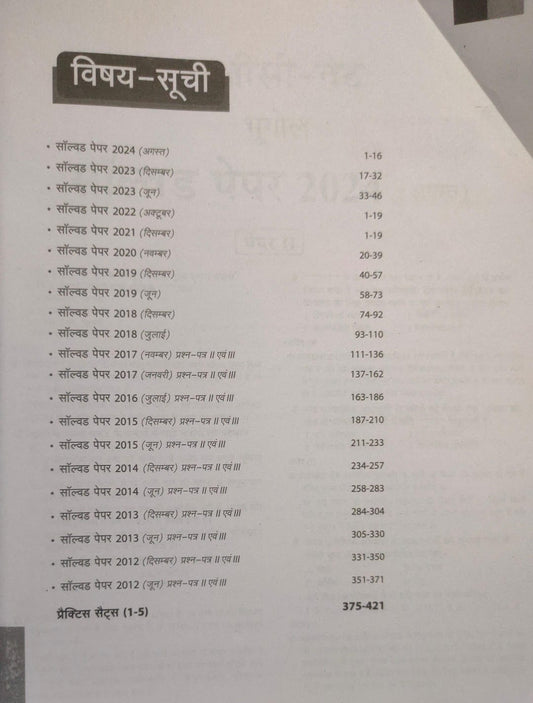 विषय-सूची
• सॉल्वड पेपर 2024 (अगस्त) 1-16
• सॉल्वड पेपर 2023 (दिसम्बर) 17-32
• सॉल्वड पेपर 2023 (जून) 33-46
• सॉल्वड पेपर 2022 (अक्टूबर) 1-19
• सॉल्वड पेपर 2021 (दिसम्बर) 1-19
• सॉल्वड पेपर 2020 (नवम्बर) 20-39
• सॉल्वड पेपर 2019 (दिसम्बर) 40-57
• सॉल्वड पेपर 2019 (जून) 58-73
• सॉल्वड पेपर 2018 (दिसम्बर) 74-92
• सॉल्वड पेपर 2018 (जुलाई) 93-110
• सॉल्वड पेपर 2017 (नवम्बर) प्रश्न-पत्र II एवं III 111-136
• सॉल्वड पेपर 2017 (जनवरी) प्रश्न-पत्र II एवं III 137-162
• सॉल्वड पेपर 2016 (जुलाई) प्रश्न-पत्र II एवं III 163-186
• सॉल्वड पेपर 2015 (दिसम्बर) प्रश्न-पत्र II एवं III 187-210
• सॉल्वड पेपर 2015 (जून) प्रश्न-पत्र II एवं III 211-233
• सॉल्वड पेपर 2014 (दिसम्बर) प्रश्न-पत्र II एवं III 234-257
• सॉल्वड पेपर 2014 (जून) प्रश्न-पत्र II एवं III 258-283
• सॉल्वड पेपर 2013 (दिसम्बर) प्रश्न-पत्र II एवं III 284-304
• सॉल्वड पेपर 2013 (जून) प्रश्न-पत्र II एवं III 305-330
• सॉल्वड पेपर 2012 (दिसम्बर) प्रश्न-पत्र II एवं III 331-350
• सॉल्वड पेपर 2012 (जून) प्रश्न-पत्र II एवं III 351-371
प्रैक्टिस सैट्स (1-5) 375-421